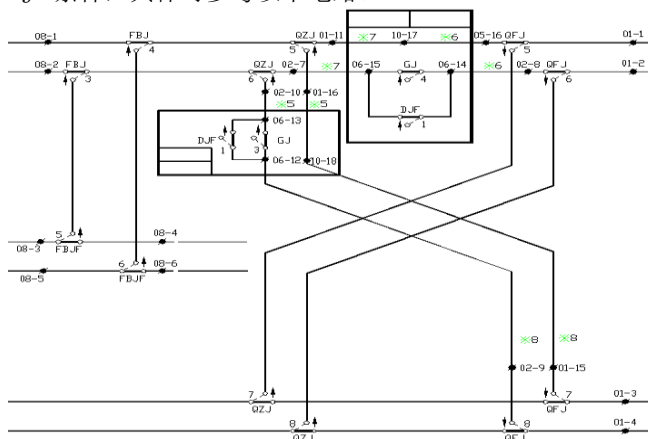 08-1 FBJ QZJ 01-11 ※7 10-17 ※6 05-16 QFJ 01-1
4 5 5
08-2 FBJ QZJ 02-7 ※7 06-15 GJ 06-14 ※6 02-8 QFJ 01-2
3 6 4 6
02-10 01-16
※5 ※5 DJF
1
06-13
DJF GJ
1 3
06-12 10-18
5 08-4
08-3 FBJF
6 08-6
08-5 FBJF
※8 ※8
02-9 01-15
7 7 01-3
QZJ QFJ
8 8 01-4
QZJ QFJ